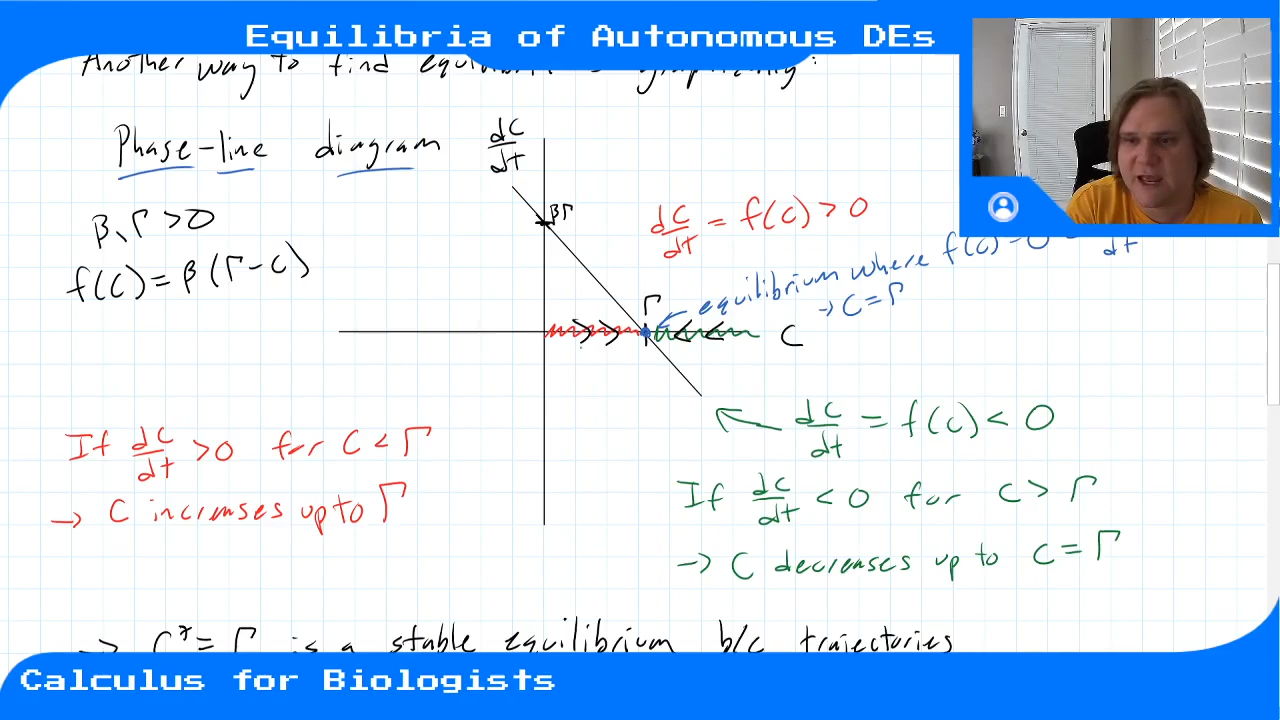 Equilibria of Autonomous DEs
Another way to find
Phase-line diagram
dC/dt
β, Γ > 0
f(C) = β(Γ - C)
βΓ
dC/dt = f(C) > 0
equilibrium where f(C) = 0
→ C = Γ
dt
Γ
C
dC/dt = f(C) < 0
If dC/dt > 0 for C < Γ
→ C increases up to Γ
If dC/dt < 0 for C > Γ
→ C decreases up to C = Γ
→ C* = Γ is a stable equilibrium b/c trajectories
Calculus for Biologists